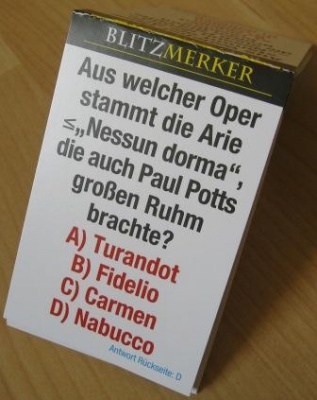 BLITZMERKER
Aus welcher Oper
stammt die Arie
≤„Nessun dorma“,
die auch Paul Potts
großen Ruhm
brachte?
A) Turandot
B) Fidelio
C) Carmen
D) Nabucco
Antwort Rückseite: D